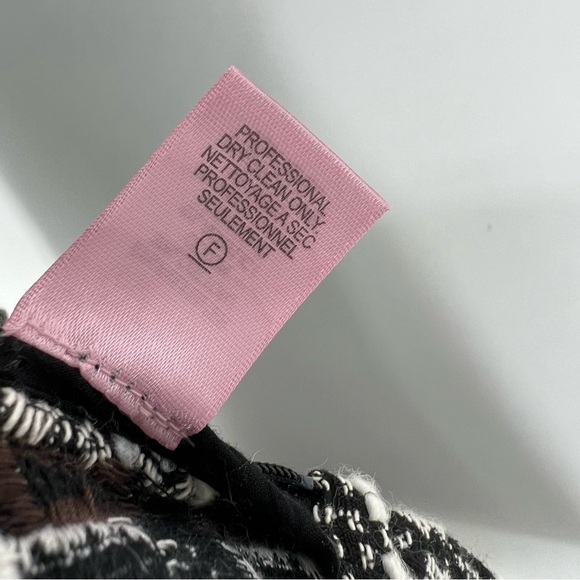 PROFESSIONAL
DRY CLEAN ONLY
NETTOYAGE A SEC
PROFESSIONNEL
SEULEMENT
F